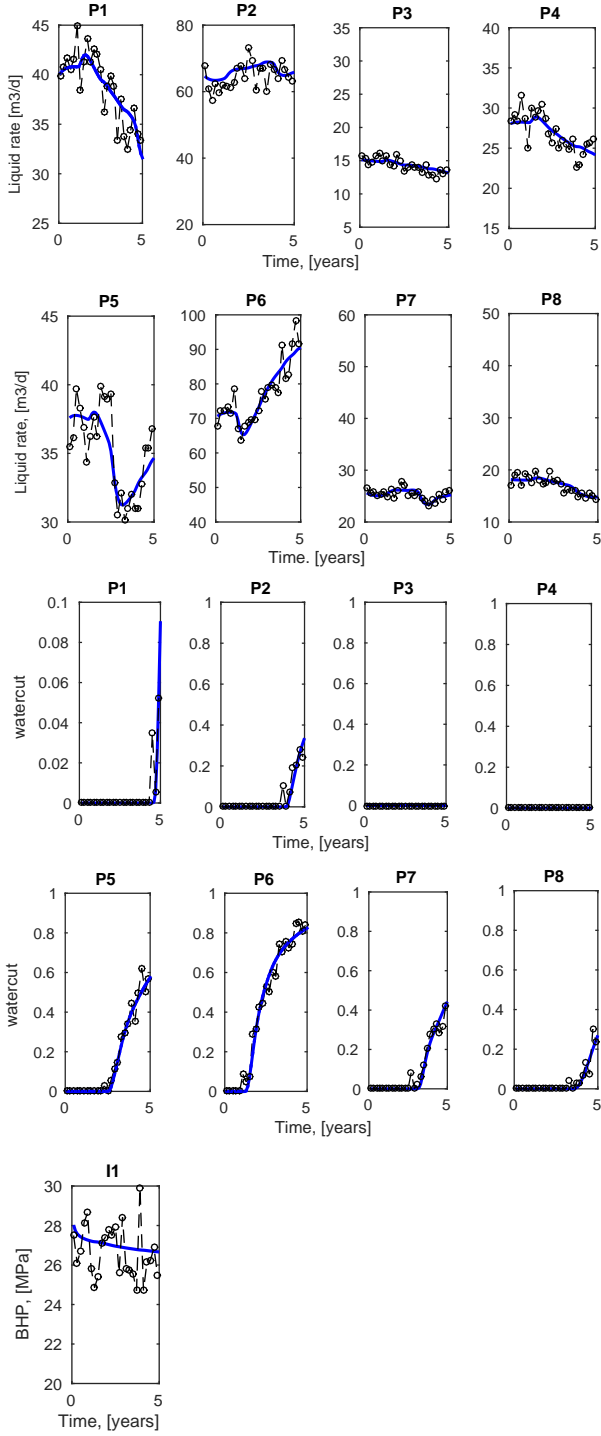 P1 P2 P3 P4
45 80 35 40
40 35
35 60 25 30
30 40 15 25
20
25 20 5 15
0 5 0 5 0 5 0 5
Liquid rate [m3/d]
Time, [years]
P5 P6 P7 P8
45 100 60 50
90
40 80 50 40
70 40 30
35 60
50 30 20
30 40 20 10
0 5 0 5 0 5 0 5
Liquid rate, [m3/d]
Time. [years]
P1 P2 P3 P4
0.1 1 1 1
0.08 0.8 0.8 0.8
0.06 0.6 0.6 0.6
0.04 0.4 0.4 0.4
0.02 0.2 0.2 0.2
0 0 0 0
0 5 0 5 0 5 0 5
watercut
Time, [years]
P5 P6 P7 P8
1 1 1 1
0.8 0.8 0.8 0.8
0.6 0.6 0.6 0.6
0.4 0.4 0.4 0.4
0.2 0.2 0.2 0.2
0 0 0 0
0 5 0 5 0 5 0 5
watercut
Time, [years]
I1
30
28
26
24
22
20
0 5
BHP, [MPa]
Time, [years]